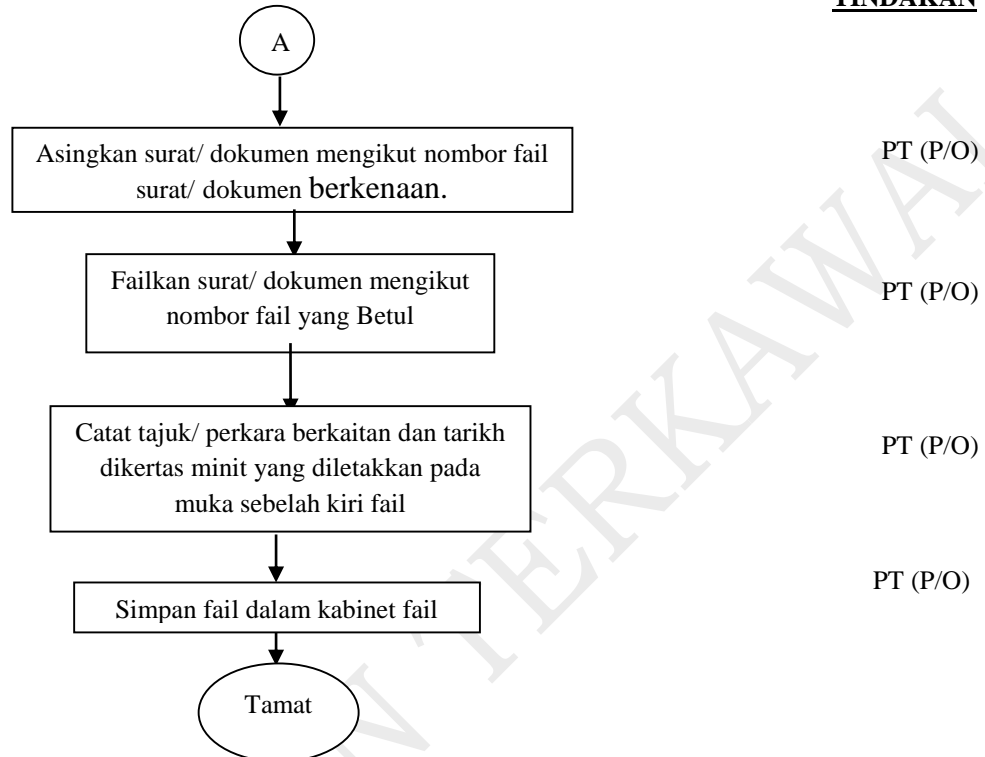 TINDAKAN
A
Asingkan surat/ dokumen mengikut nombor fail
surat/ dokumen berkenaan.
PT (P/O)
Failkan surat/ dokumen mengikut
nombor fail yang Betul
PT (P/O)
Catat tajuk/ perkara berkaitan dan tarikh
dikertas minit yang diletakkan pada
muka sebelah kiri fail
PT (P/O)
Simpan fail dalam kabinet fail
PT (P/O)
Tamat
N TERKAWAL